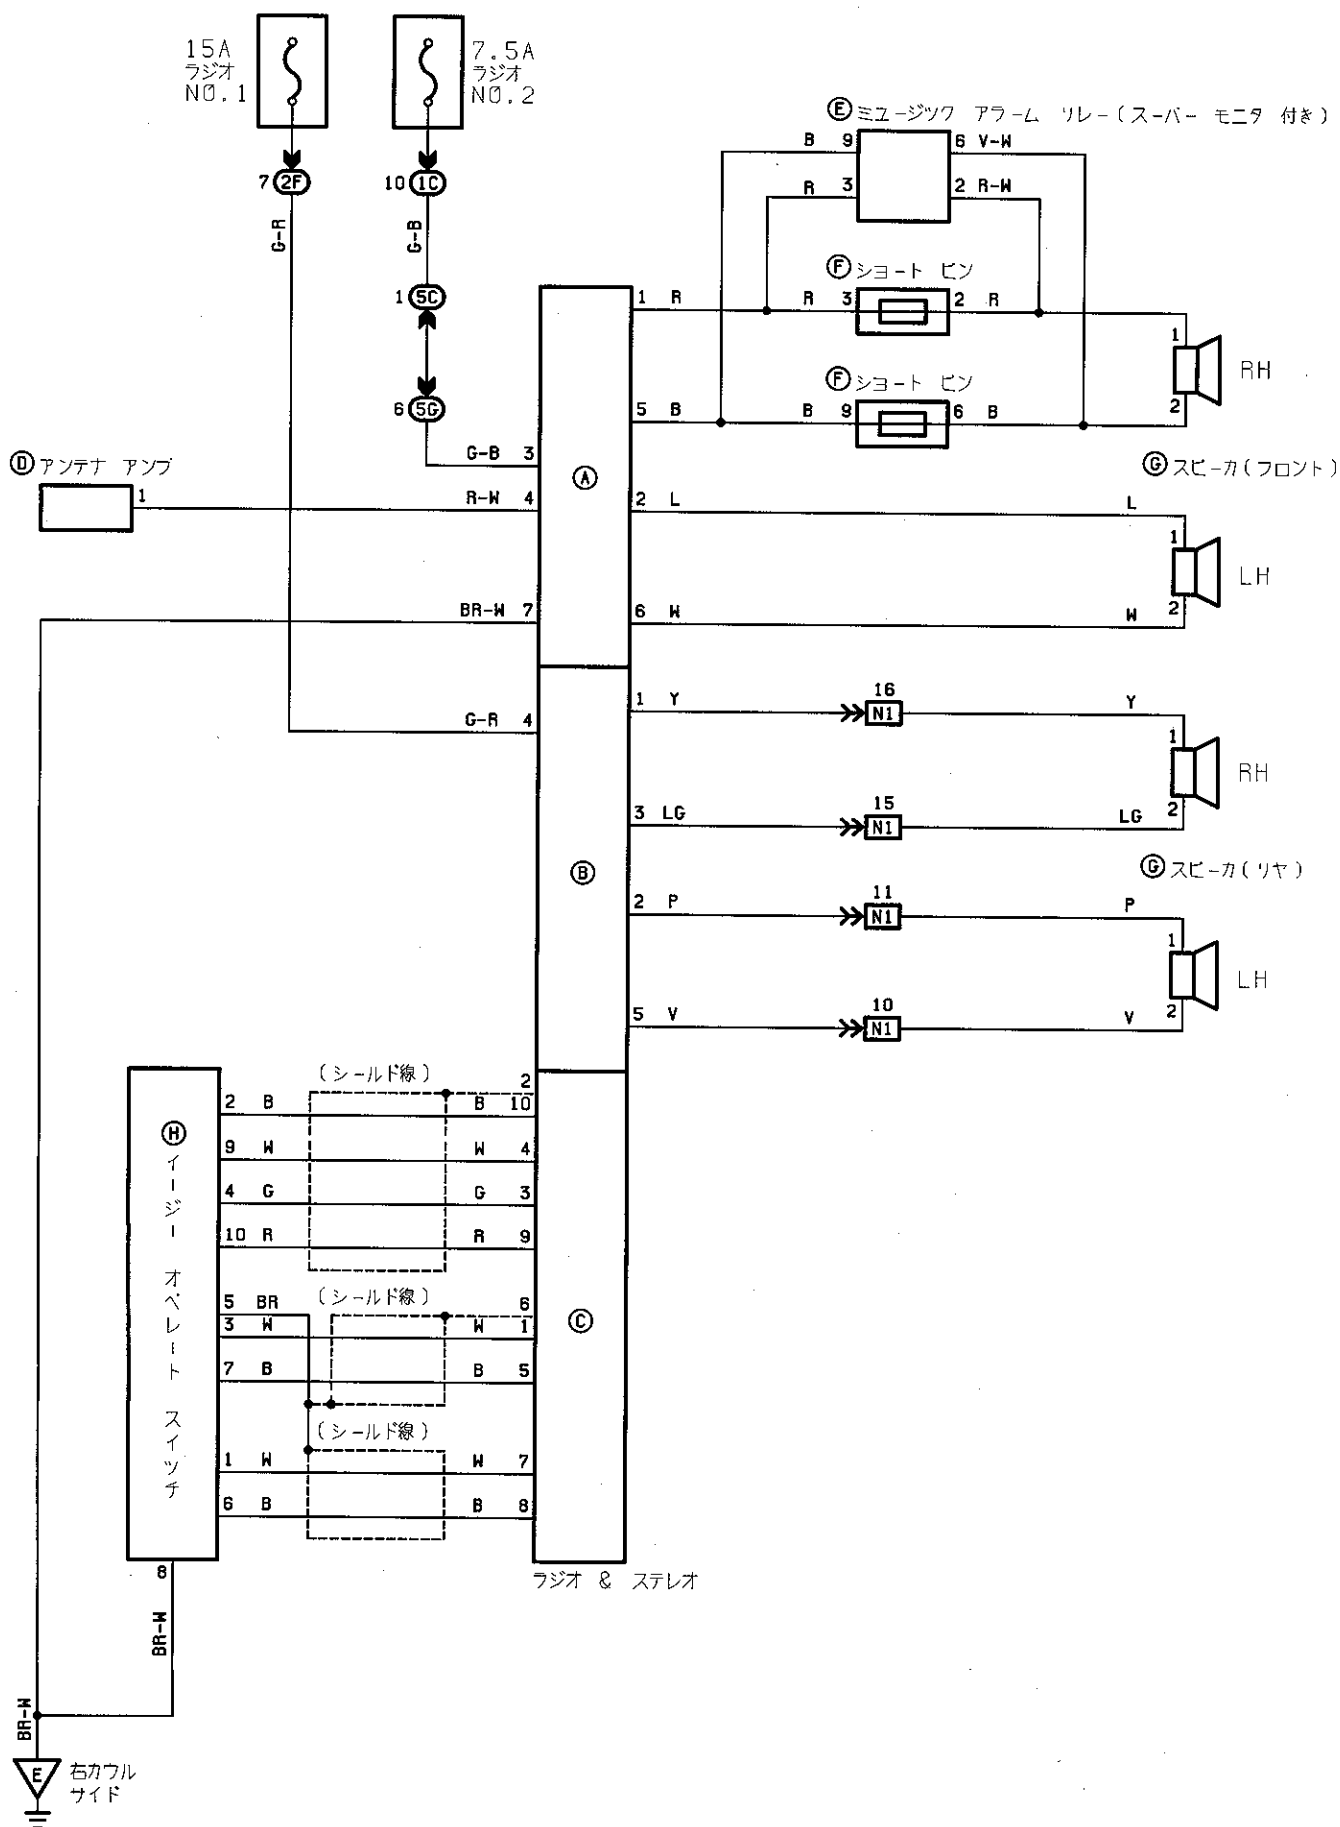 15A
ラジオ
NO.1
7.5A
ラジオ
NO.2
7 2F
10 1C
G-R
G-B
1 5C
6 5G
E ミュージック アラーム リレー(スーパー モニタ 付き)
B 9
6 V-W
R 3
2 R-W
F ショート ピン
1 R
R 3
2 R
1
RH
2
F ショート ピン
5 B
B 9
6 B
G スピーカ(フロント)
D アンテナ アンプ
1
G-B 3
R-W 4
A
2 L
L
1
LH
2
BR-W 7
6 W
W
G-R 4
1 Y
16
N1
Y
1
RH
2
3 LG
15
N1
LG
B
G スピーカ(リヤ)
2 P
11
N1
P
1
LH
2
5 V
10
N1
V
(シールド線)
2
2 B
B 10
H
イージー オペレート スイッチ
9 W
W 4
4 G
G 3
10 R
R 9
(シールド線)
5 BR
6
3 W
W 1
C
7 B
B 5
(シールド線)
1 W
W 7
6 B
B 8
8
ラジオ & ステレオ
BR-W
BR-W
E
右カウル
サイド